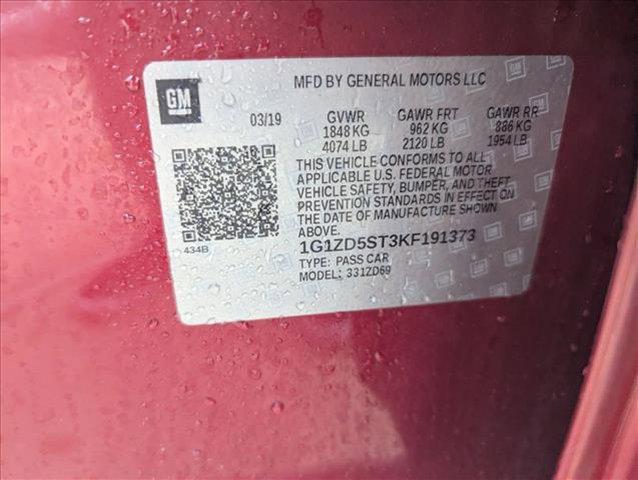 GM
MFD BY GENERAL MOTORS LLC
03/19 GVWR GAWR FRT GAWR RR
1848 KG 962 KG 886 KG
4074 LB 2120 LB 1954 LB
THIS VEHICLE CONFORMS TO ALL
APPLICABLE U.S. FEDERAL MOTOR
VEHICLE SAFETY, BUMPER, AND THEFT
PREVENTION STANDARDS IN EFFECT ON
THE DATE OF MANUFACTURE SHOWN
ABOVE.
434B
1G1ZD5ST3KF191373
TYPE: PASS CAR
MODEL: 331ZD69